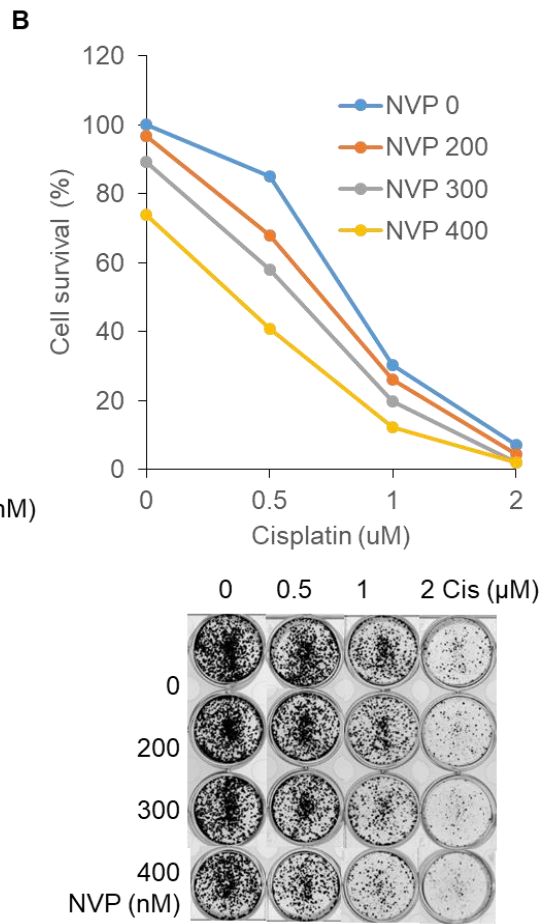 B
120
100
80
60
40
20
0
Cell survival (%)
NVP 0
NVP 200
NVP 300
NVP 400
0 0.5 1 2
nM)
Cisplatin (uM)
0 0.5 1 2 Cis (µM)
0
200
300
400
NVP (nM)